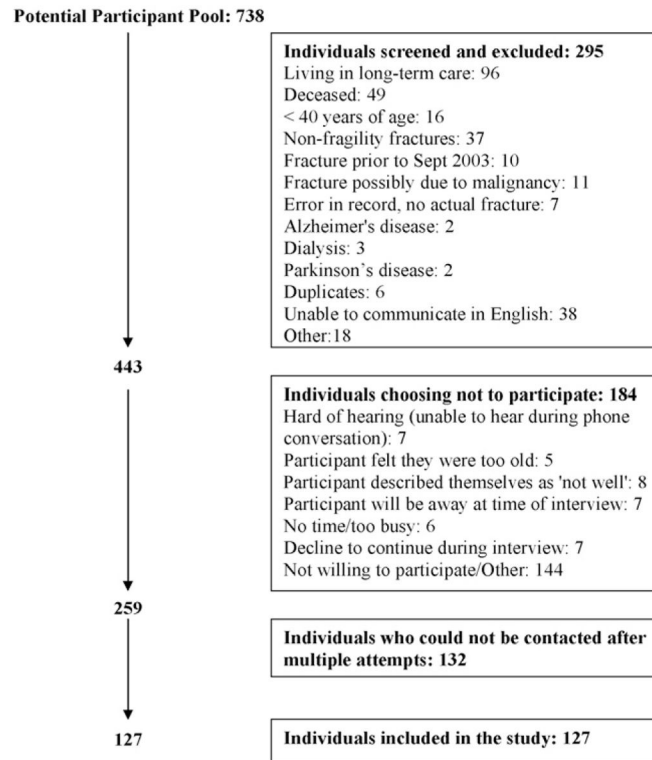 Potential Participant Pool: 738
Individuals screened and excluded: 295
Living in long-term care: 96
Deceased: 49
< 40 years of age: 16
Non-fragility fractures: 37
Fracture prior to Sept 2003: 10
Fracture possibly due to malignancy: 11
Error in record, no actual fracture: 7
Alzheimer's disease: 2
Dialysis: 3
Parkinson’s disease: 2
Duplicates: 6
Unable to communicate in English: 38
Other:18
443
Individuals choosing not to participate: 184
Hard of hearing (unable to hear during phone
conversation): 7
Participant felt they were too old: 5
Participant described themselves as 'not well': 8
Participant will be away at time of interview: 7
No time/too busy: 6
Decline to continue during interview: 7
Not willing to participate/Other: 144
259
Individuals who could not be contacted after
multiple attempts: 132
127
Individuals included in the study: 127